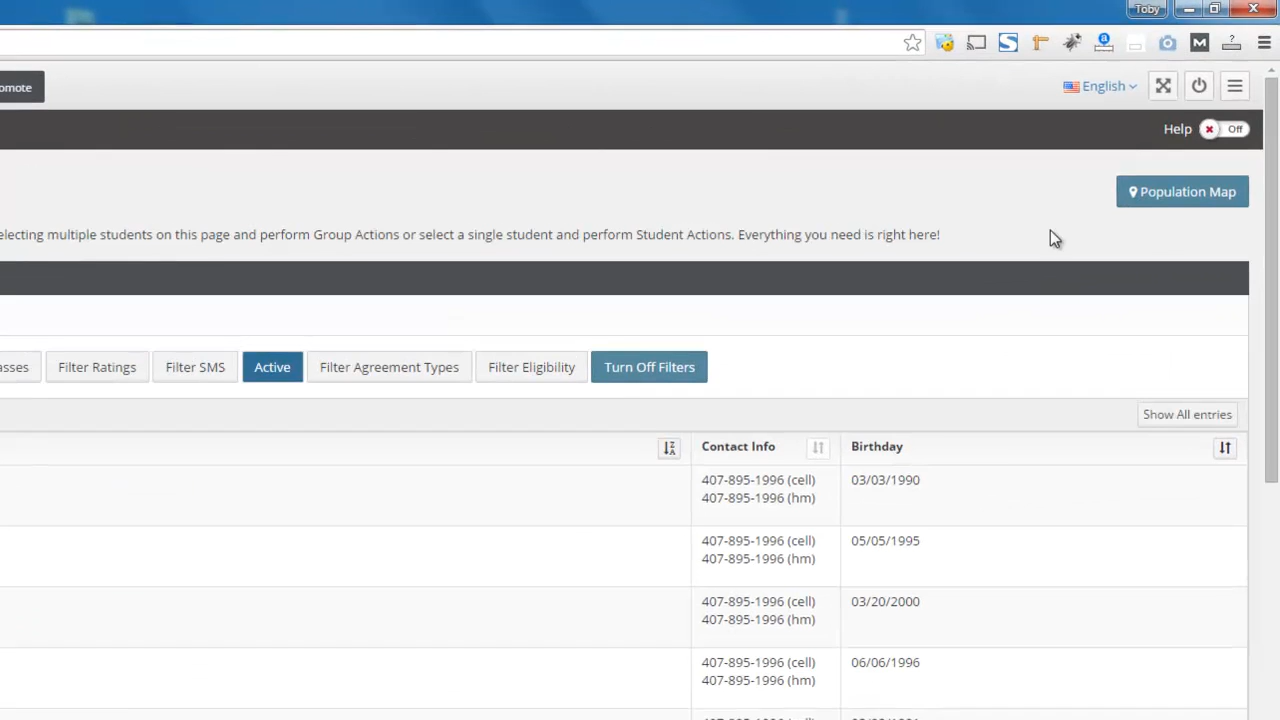 Toby
omote
English
Help Off
Population Map
electing multiple students on this page and perform Group Actions or select a single student and perform Student Actions. Everything you need is right here!
asses Filter Ratings Filter SMS Active Filter Agreement Types Filter Eligibility Turn Off Filters
Show All entries
Contact Info Birthday
407-895-1996 (cell) 03/03/1990
407-895-1996 (hm)
407-895-1996 (cell) 05/05/1995
407-895-1996 (hm)
407-895-1996 (cell) 03/20/2000
407-895-1996 (hm)
407-895-1996 (cell) 06/06/1996
407-895-1996 (hm)